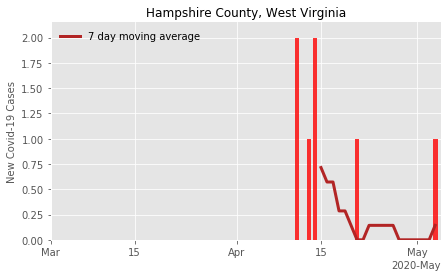 Hampshire County, West Virginia
7 day moving average
New Covid-19 Cases
2.00
1.75
1.50
1.25
1.00
0.75
0.50
0.25
0.00
Mar
15
Apr
15
May
2020-May